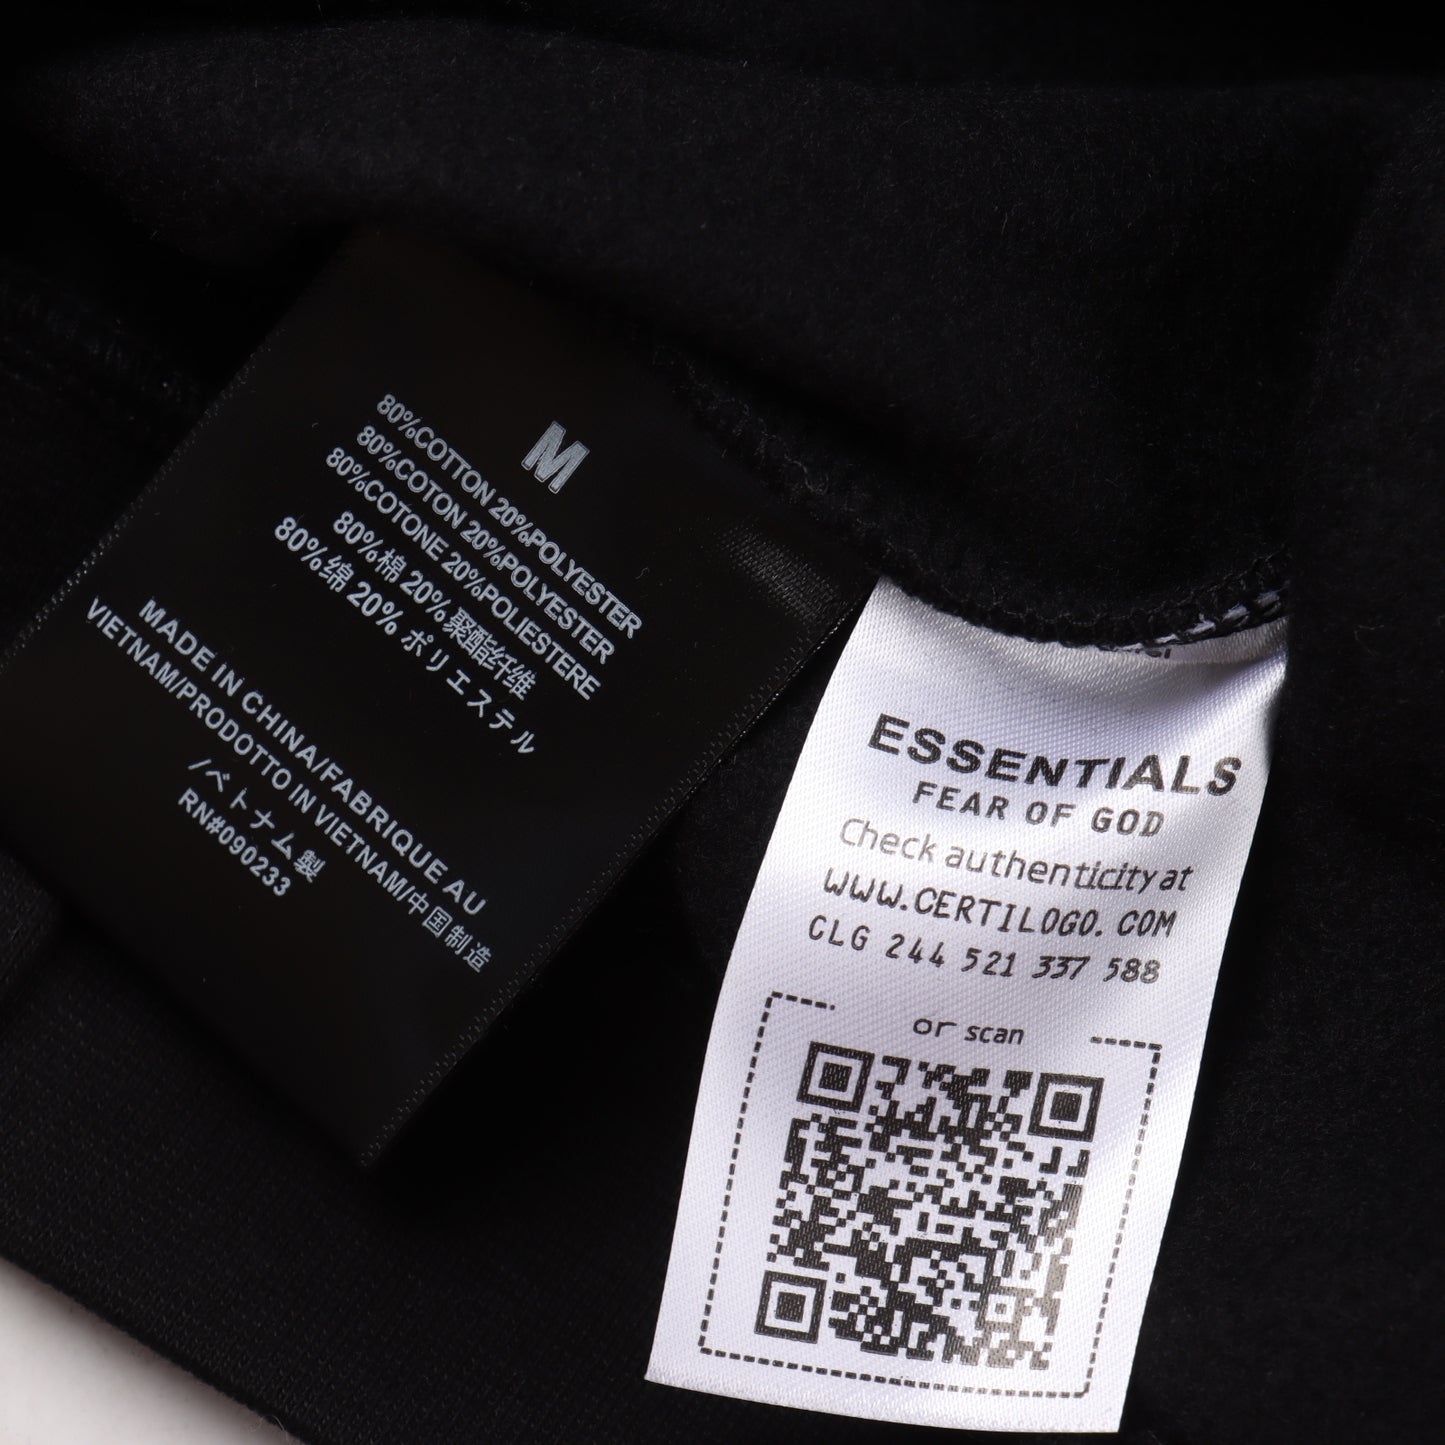 M
80%COTTON 20%POLYESTER
80%COTON 20%POLYESTER
80%COTONE 20%POLIESTERE
80%棉 20%聚酯纤维
80%绵 20% ポリエステル
MADE IN CHINA/FABRIQUE AU
VIETNAM/PRODOTTO IN VIETNAM/中国制造
/ベトナム製
RN#090233
ESSENTIALS
FEAR OF GOD
Check authenticity at
WWW.CERTILOGO.COM
CLG 244 521 337 588
or scan